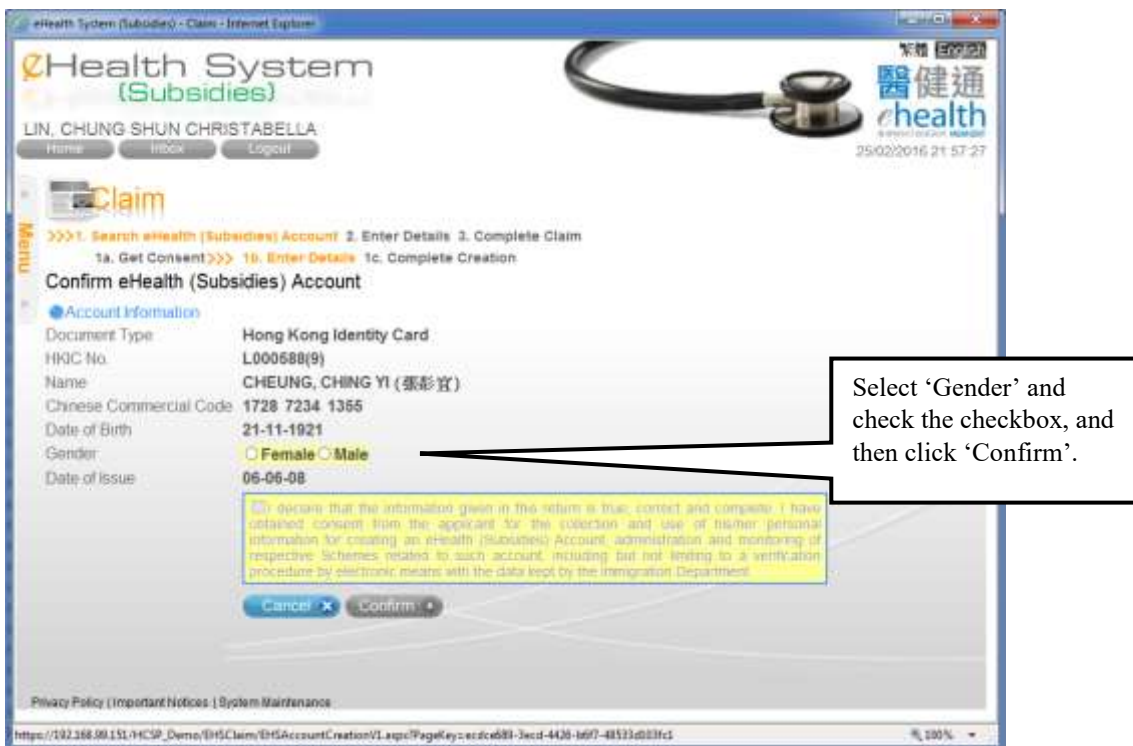 eHealth System (Subsidies) - Claim - Internet Explorer
eHealth System
(Subsidies)
繁體 English
醫健通
ehealth
LIN, CHUNG SHUN CHRISTABELLA
Home Inbox Logout
25/02/2016 21:57:27
Menu
Claim
>>>1. Search eHealth (Subsidies) Account 2. Enter Details 3. Complete Claim
1a. Get Consent>>> 1b. Enter Details 1c. Complete Creation
Confirm eHealth (Subsidies) Account
Account Information
Document Type Hong Kong Identity Card
HKIC No. L000588(9)
Name CHEUNG, CHING YI (張彭宜)
Chinese Commercial Code 1728 7234 1355
Date of Birth 21-11-1921
Gender Female Male
Date of Issue 06-06-08
Select ‘Gender’ and
check the checkbox, and
then click ‘Confirm’.
I declare that the information given in this return is true, correct and complete. I have
obtained consent from the applicant for the collection and use of his/her personal
information for creating an eHealth (Subsidies) Account, administration and monitoring of
respective Schemes related to such account, including but not limiting to a verification
procedure by electronic means with the data kept by the Immigration Department.
Cancel Confirm
Privacy Policy | Important Notices | System Maintenance
100%